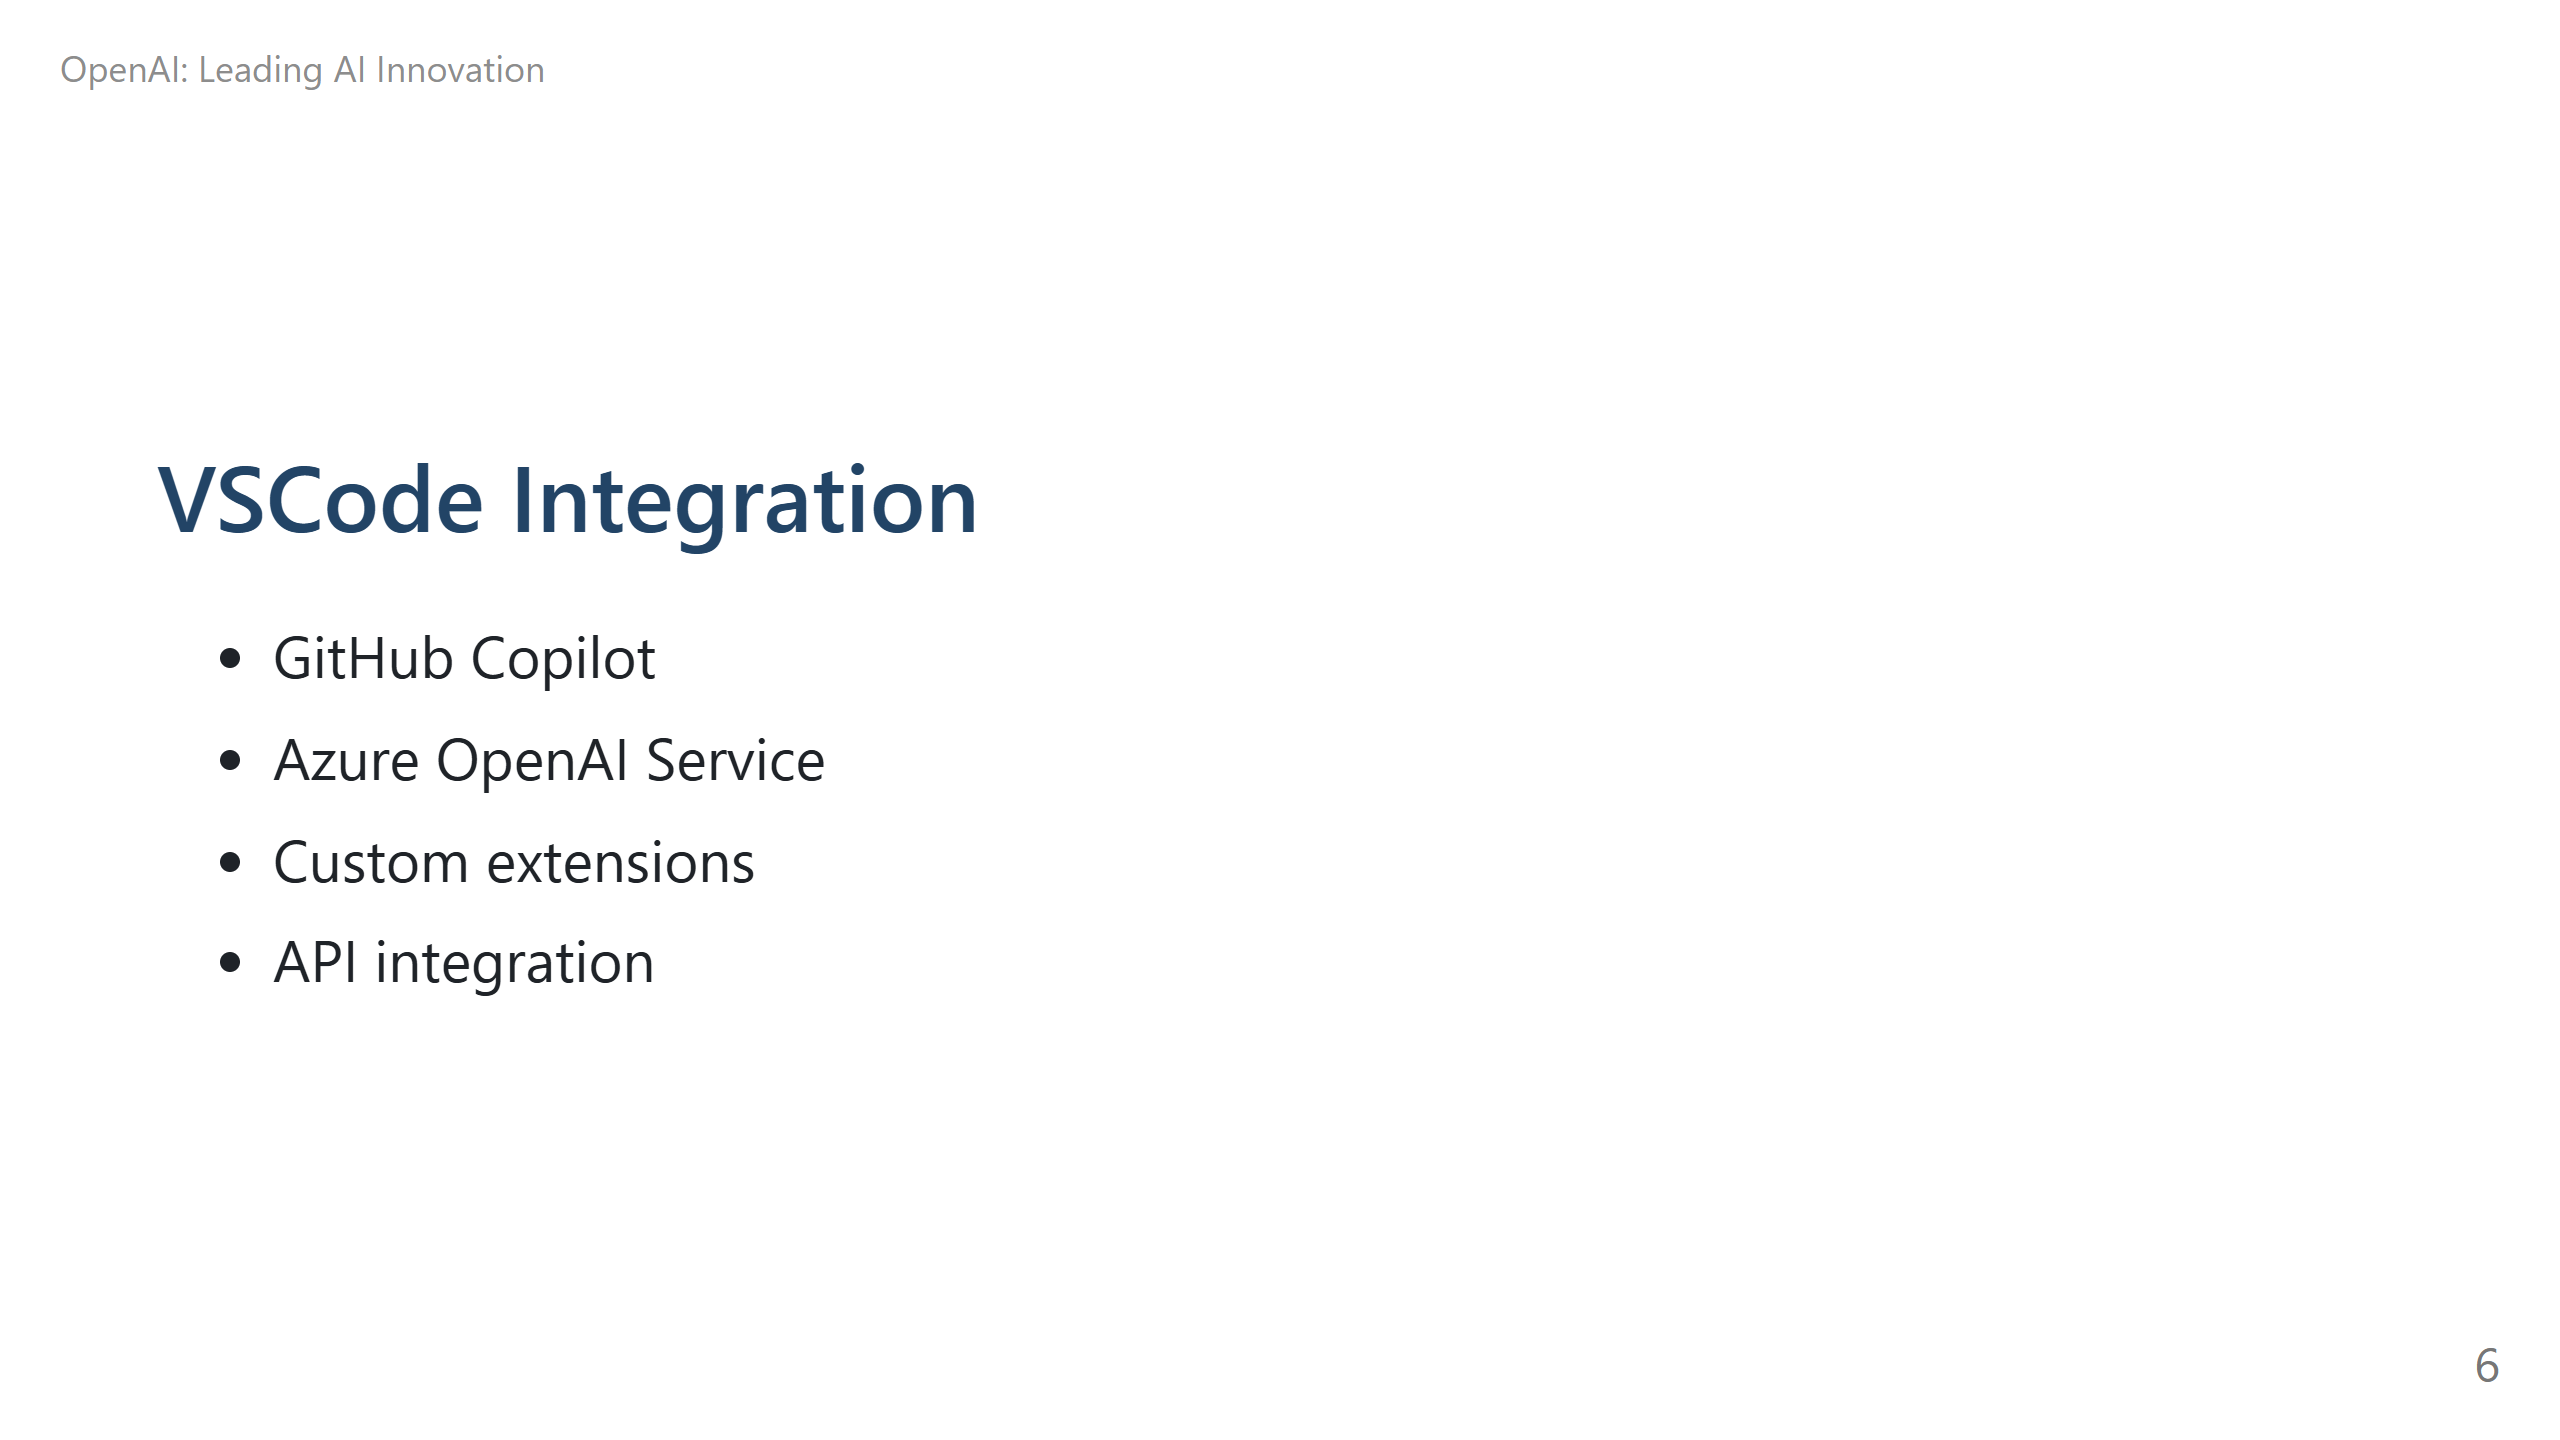 OpenAI: Leading AI Innovation
VSCode Integration
• GitHub Copilot
• Azure OpenAI Service
• Custom extensions
• API integration
6